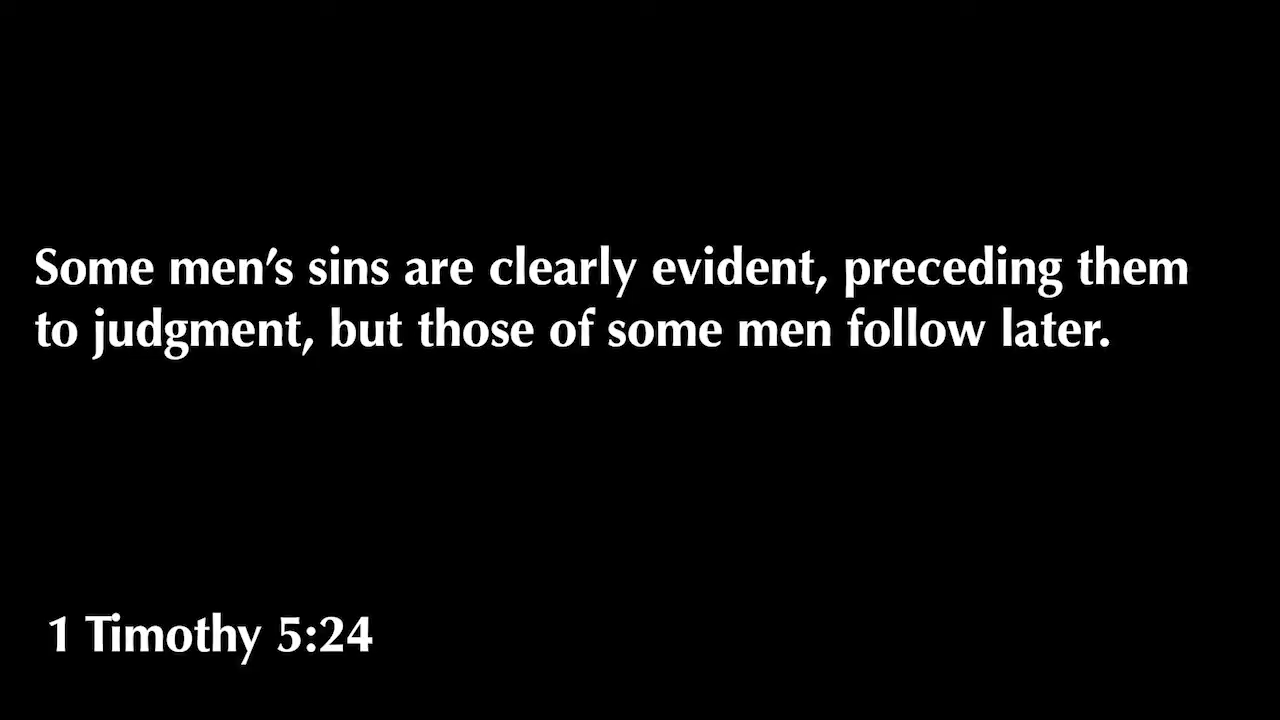 Some men’s sins are clearly evident, preceding them
to judgment, but those of some men follow later.
1 Timothy 5:24